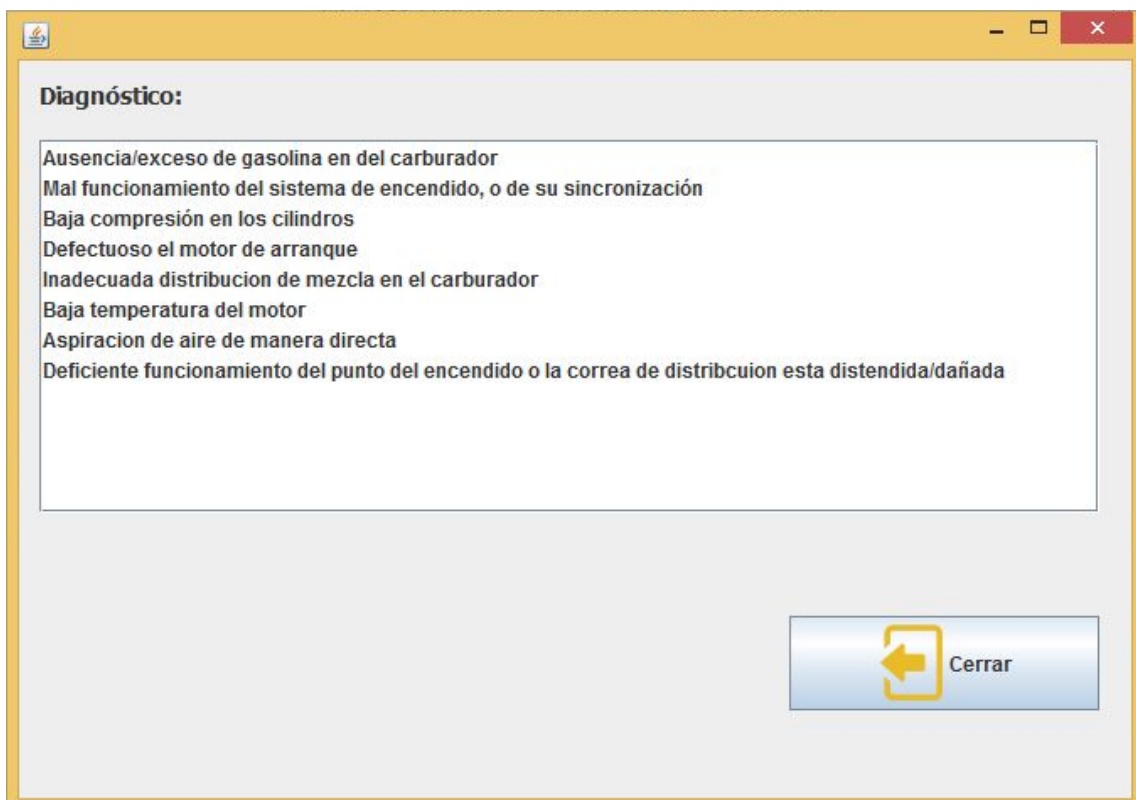 Diagnóstico:
Ausencia/exceso de gasolina en del carburador
Mal funcionamiento del sistema de encendido, o de su sincronización
Baja compresión en los cilindros
Defectuoso el motor de arranque
Inadecuada distribucion de mezcla en el carburador
Baja temperatura del motor
Aspiracion de aire de manera directa
Deficiente funcionamiento del punto del encendido o la correa de distribcuion esta distendida/dañada
Cerrar